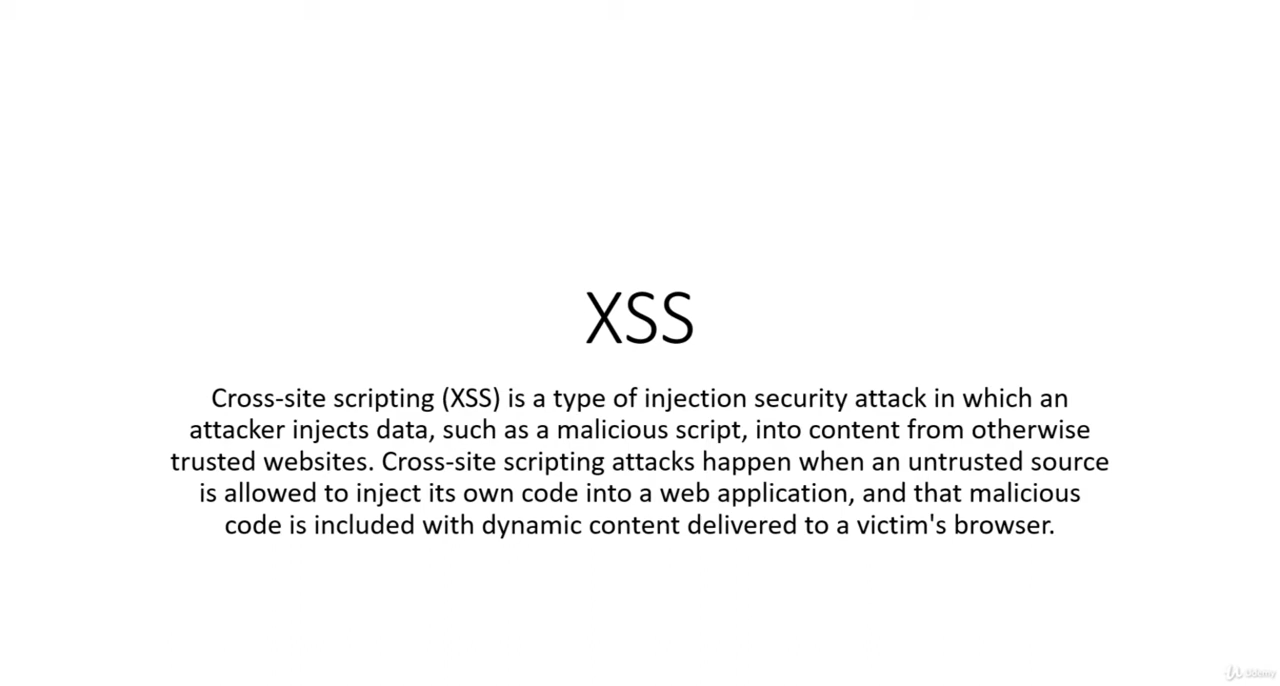 XSS
Cross-site scripting (XSS) is a type of injection security attack in which an
attacker injects data, such as a malicious script, into content from otherwise
trusted websites. Cross-site scripting attacks happen when an untrusted source
is allowed to inject its own code into a web application, and that malicious
code is included with dynamic content delivered to a victim's browser.
Udemy